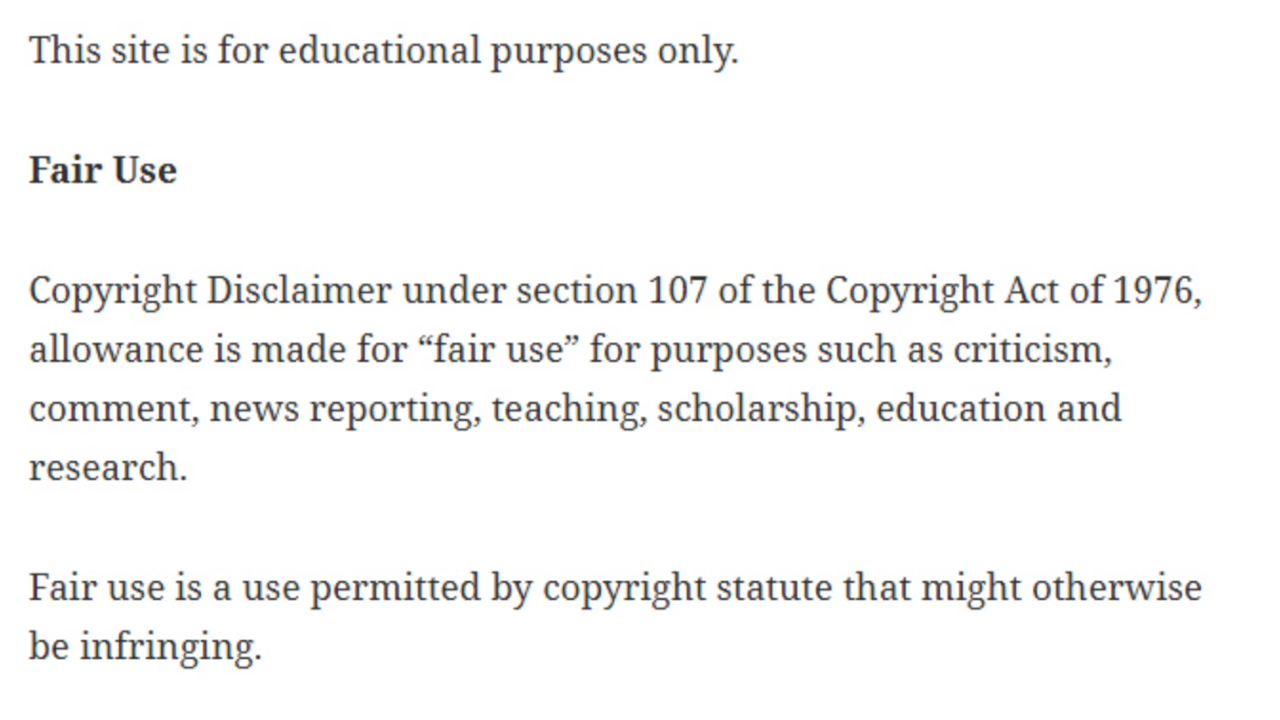 This site is for educational purposes only.
Fair Use
Copyright Disclaimer under section 107 of the Copyright Act of 1976,
allowance is made for “fair use” for purposes such as criticism,
comment, news reporting, teaching, scholarship, education and
research.
Fair use is a use permitted by copyright statute that might otherwise
be infringing.